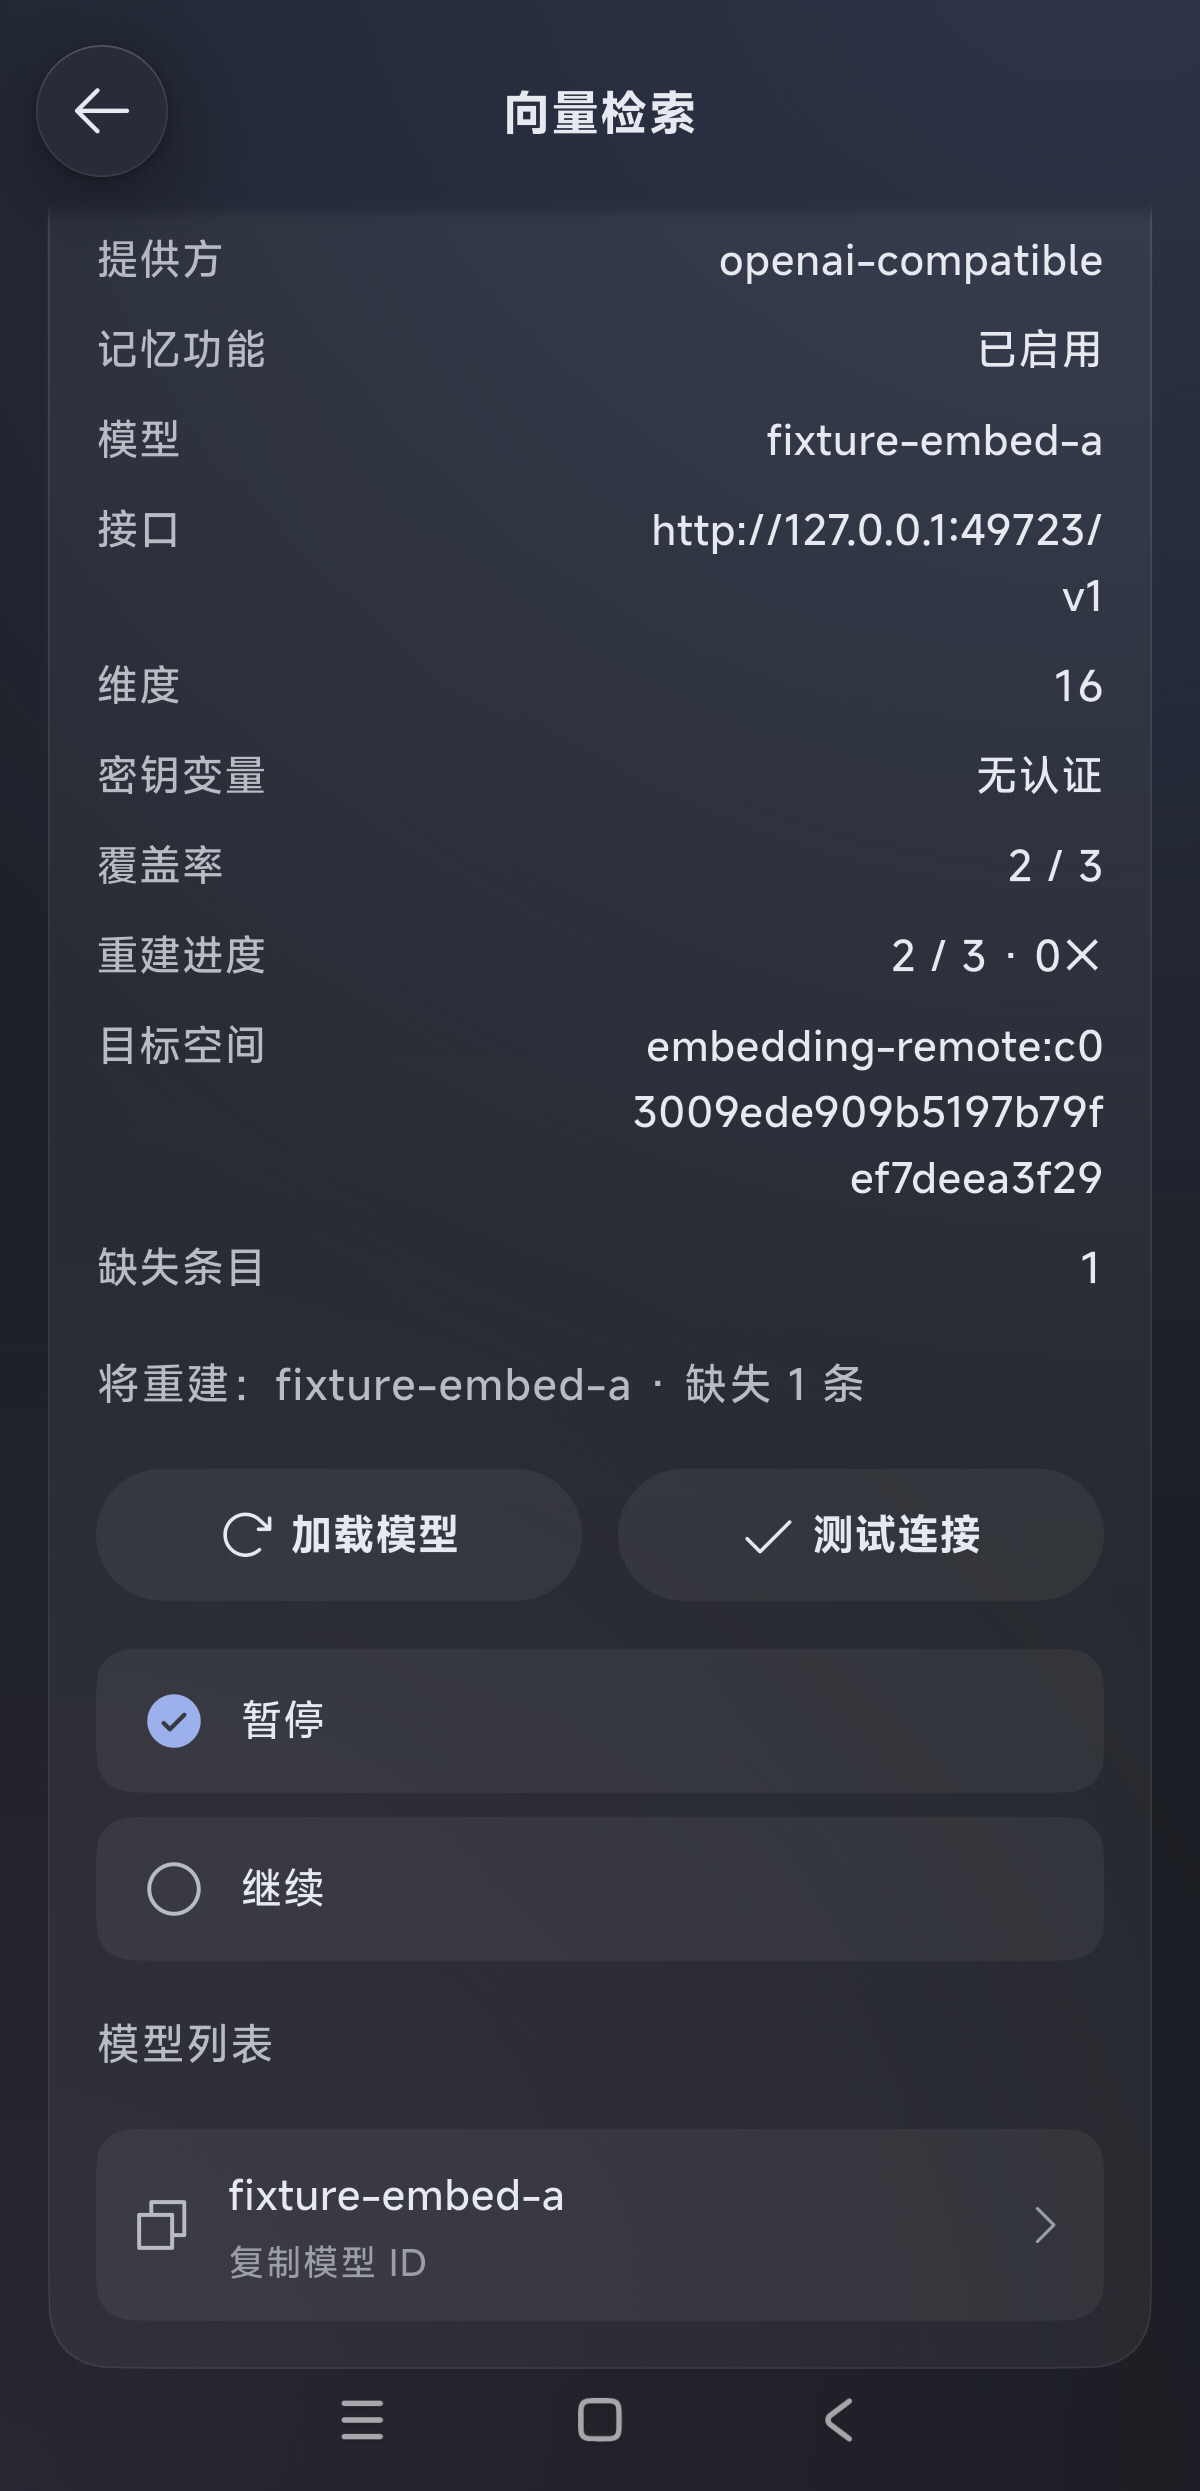 向量检索
提供方 openai-compatible
记忆功能 已启用
模型 fixture-embed-a
接口 http://127.0.0.1:49723/
v1
维度 16
密钥变量 无认证
覆盖率 2 / 3
重建进度 2 / 3 · 0×
目标空间 embedding-remote:c0
3009ede909b5197b79f
ef7deea3f29
缺失条目 1
将重建：fixture-embed-a · 缺失 1 条
加载模型 测试连接
暂停
继续
模型列表
fixture-embed-a
复制模型 ID